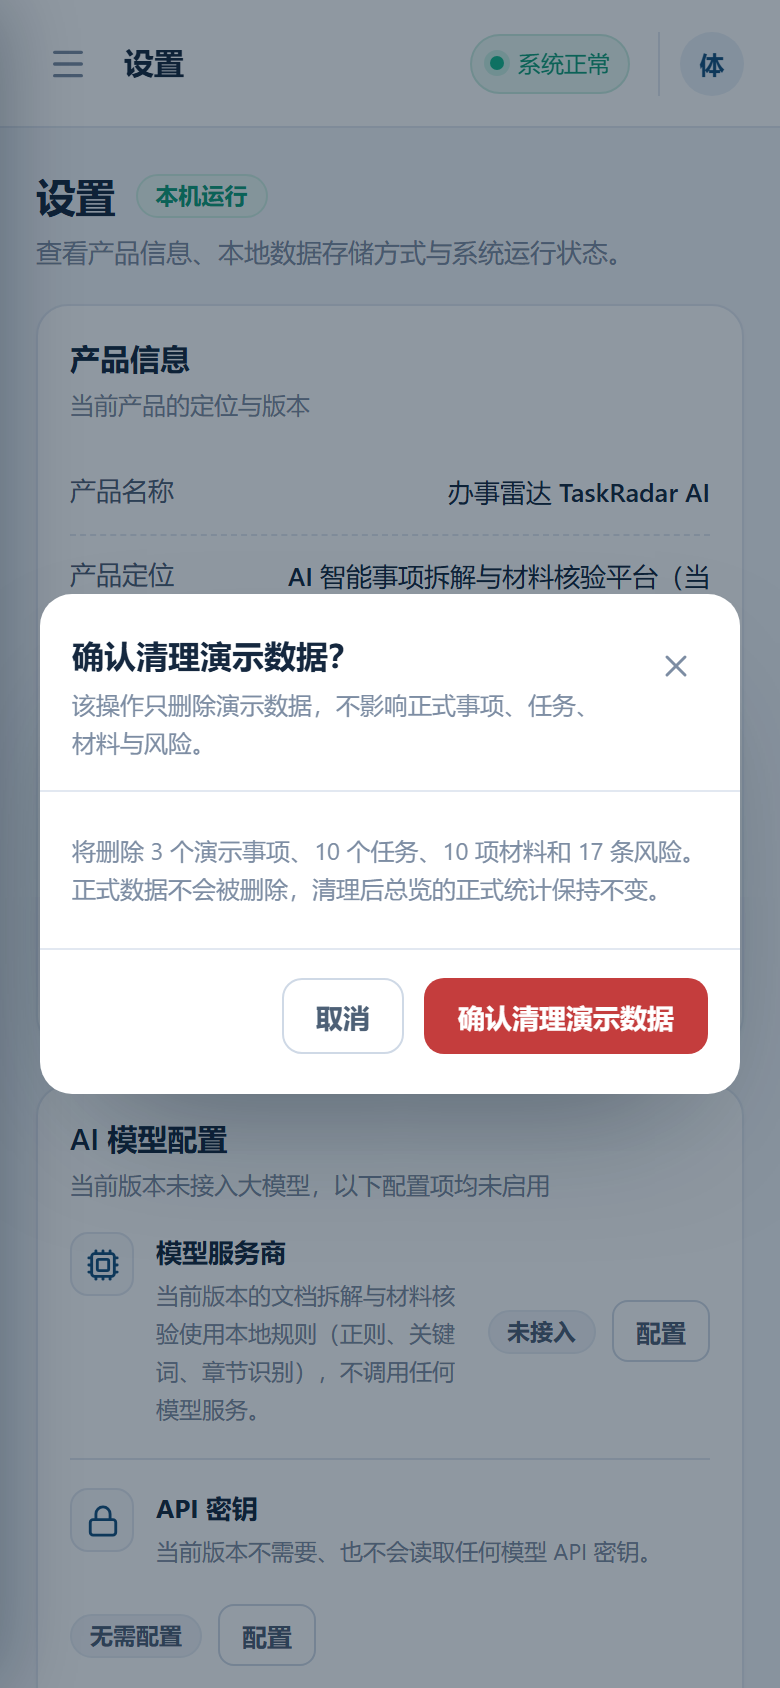 设置
系统正常
体
设置
本机运行
查看产品信息、本地数据存储方式与系统运行状态。
产品信息
当前产品的定位与版本
产品名称
办事雷达 TaskRadar AI
产品定位
AI 智能事项拆解与材料核验平台（当
确认清理演示数据？
该操作只删除演示数据，不影响正式事项、任务、
材料与风险。
将删除 3 个演示事项、10 个任务、10 项材料和 17 条风险。
正式数据不会被删除，清理后总览的正式统计保持不变。
取消
确认清理演示数据
AI 模型配置
当前版本未接入大模型，以下配置项均未启用
模型服务商
当前版本的文档拆解与材料核
验使用本地规则（正则、关键
词、章节识别），不调用任何
模型服务。
未接入
配置
API 密钥
当前版本不需要、也不会读取任何模型 API 密钥。
无需配置
配置